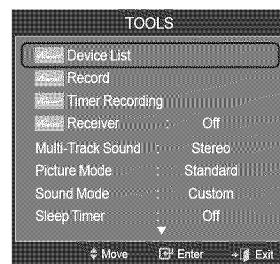 TOOLS
Device List
Record
Timer Recording
Receiver : Off
Multi-Track Sound : Stereo
Picture Mode : Standard
Sound Mode : Custom
Sleep Timer : Off
Move Enter Exit